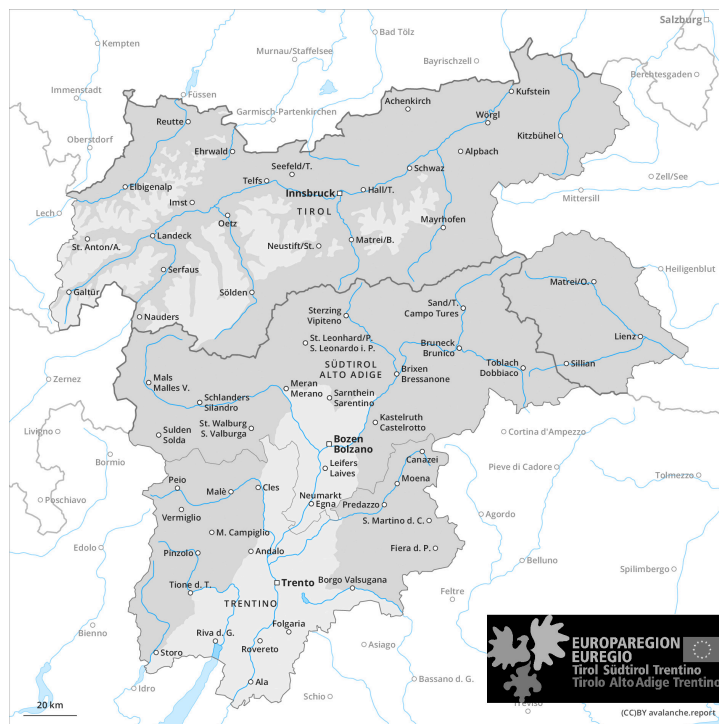 Salzburg
Bad Tölz
Kempten
Murnau/Staffelsee
Bayrischzell
Berchtesgaden
Immenstadt
Füssen
Achenkirch
Kufstein
Garmisch-Partenkirchen
Wörgl
Reutte
Oberstdorf
Kitzbühel
Ehrwald
Alpbach
Seefeld/T.
Schwaz
Telfs
Zell/See
Elbigenalp
Innsbruck
Hall/T.
Mittersill
Imst
TIROL
Lech
Oetz
Mayrhofen
Landeck
Matrei/B.
St. Anton/A.
Neustift/St.
Serfaus
Heiligenblut
Galtür
Sölden
Matrei/O.
Nauders
Sterzing
Vipiteno
Sand/T.
Campo Tures
St. Leonhard/P.
S. Leonardo i. P.
Lienz
Bruneck
Brunico
Toblach
Dobbiaco
Sillian
SÜDTIROL
ALTO ADIGE
Brixen
Bressanone
Zernez
Mals
Malles V.
Meran
Merano
Sarnthein
Sarentino
Schlanders
Silandro
Kastelruth
Castelrotto
St. Walburg
S. Valburga
Sulden
Solda
Livigno
Cortina d'Ampezzo
Bozen
Bolzano
Bormio
Canazei
Leifers
Laives
Pieve di Cadore
Tolmezzo
Peio
Moena
Malè
Cles
Neumarkt
Egna
Predazzo
Poschiavo
Vermiglio
Agordo
S. Martino d. C.
M. Campiglio
Edolo
Pinzolo
Andalo
Fiera d. P.
Belluno
Spilimbergo
Tione d. T.
Trento
Borgo Valsugana
Feltre
TRENTINO
Folgaria
Bienno
Riva d. G.
Rovereto
Asiago
Storo
EUROPAREGION
EUREGIO
Tirol Südtirol Trentino
Tirolo Alto Adige Trentino
Ala
Bassano d. G.
Idro
Schio
20 km
Treviso
(CC)BY avalanche.report